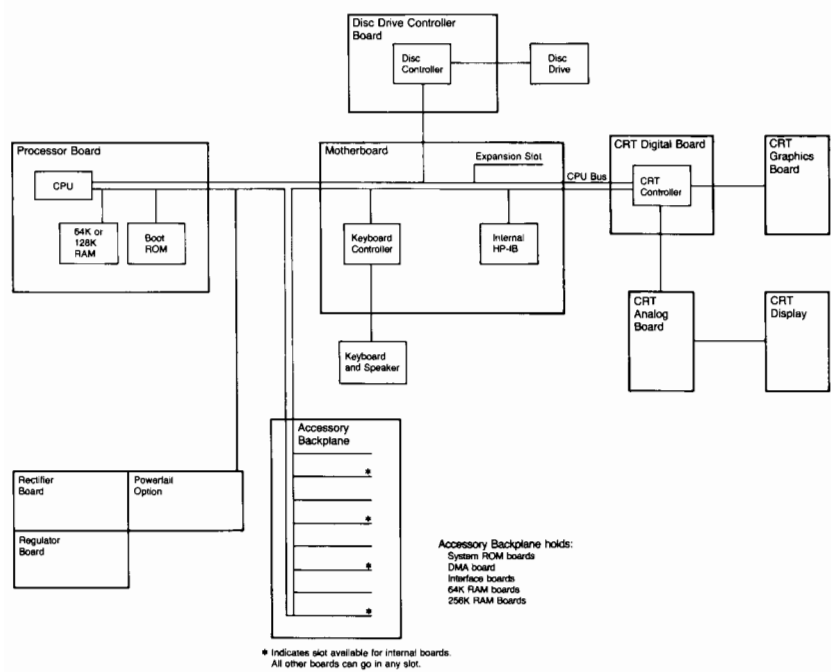 Disc Drive Controller
Board
Disc
Controller
Disc
Drive
Processor Board
CPU
64K or
128K
RAM
Boot
ROM
Motherboard
Expansion Slot
CPU Bus
Keyboard
Controller
Internal
HP-IB
Keyboard
and Speaker
CRT Digital Board
CRT
Controller
CRT
Graphics
Board
CRT
Analog
Board
CRT
Display
Accessory
Backplane
*
*
*
*
Rectifier
Board
Powerfail
Option
Regulator
Board
Accessory Backplane holds:
System ROM boards
DMA board
Interface boards
64K RAM boards
256K RAM Boards
* Indicates slot available for internal boards.
All other boards can go in any slot.